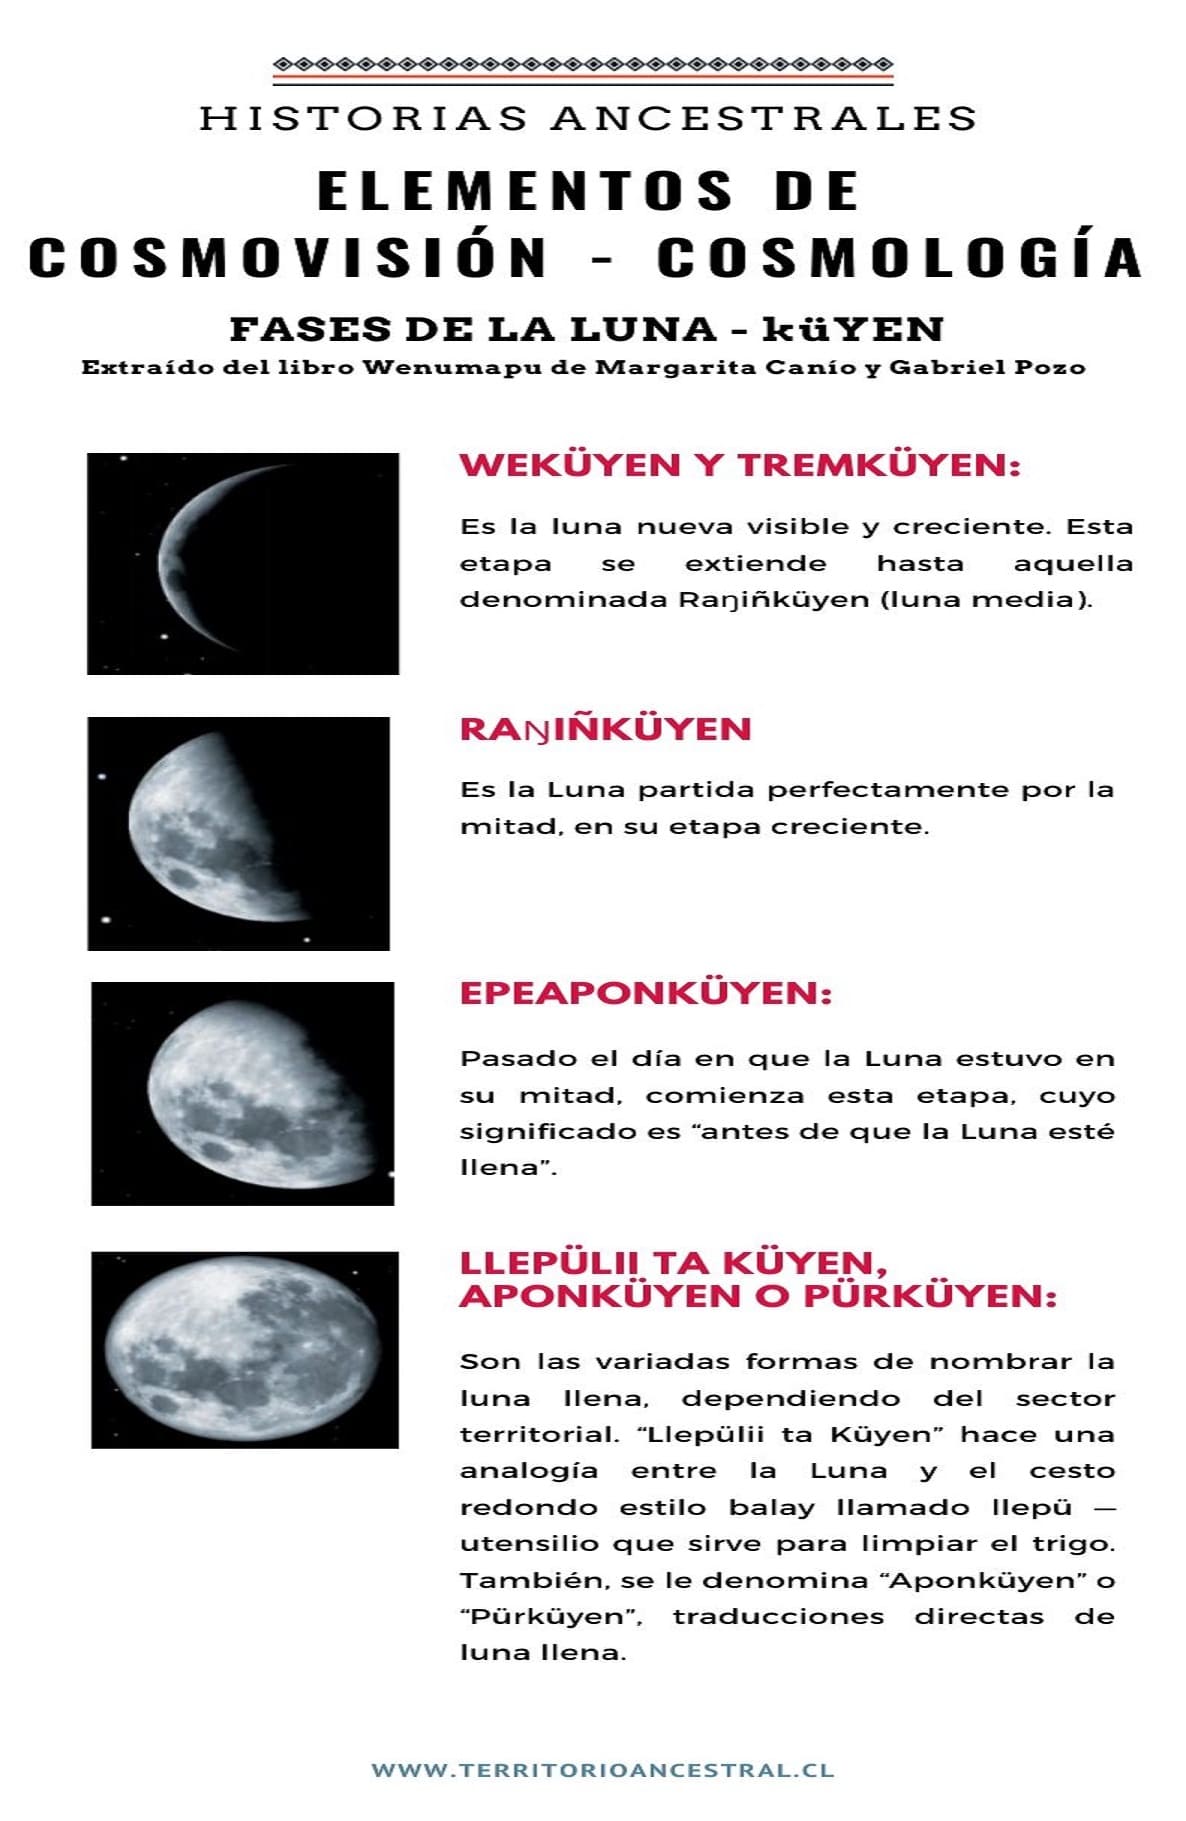 HISTORIAS ANCESTRALES
ELEMENTOS DE
COSMOVISIÓN - COSMOLOGÍA
FASES DE LA LUNA - küYEN
Extraído del libro Wenumapu de Margarita Canío y Gabriel Pozo
WEKÜYEN Y TREMKÜYEN:
Es la luna nueva visible y creciente. Esta
etapa se extiende hasta aquella
denominada Raŋiñküyen (luna media).
RAŊIÑKÜYEN
Es la Luna partida perfectamente por la
mitad, en su etapa creciente.
EPEAPONKÜYEN:
Pasado el día en que la Luna estuvo en
su mitad, comienza esta etapa, cuyo
significado es “antes de que la Luna esté
llena”.
LLEPÜLII TA KÜYEN,
APONKÜYEN O PÜRKÜYEN:
Son las variadas formas de nombrar la
luna llena, dependiendo del sector
territorial. “Llepülii ta Küyen” hace una
analogía entre la Luna y el cesto
redondo estilo balay llamado llepü —
utensilio que sirve para limpiar el trigo.
También, se le denomina “Aponküyen” o
“Pürküyen”, traducciones directas de
luna llena.
WWW.TERRITORIOANCESTRAL.CL